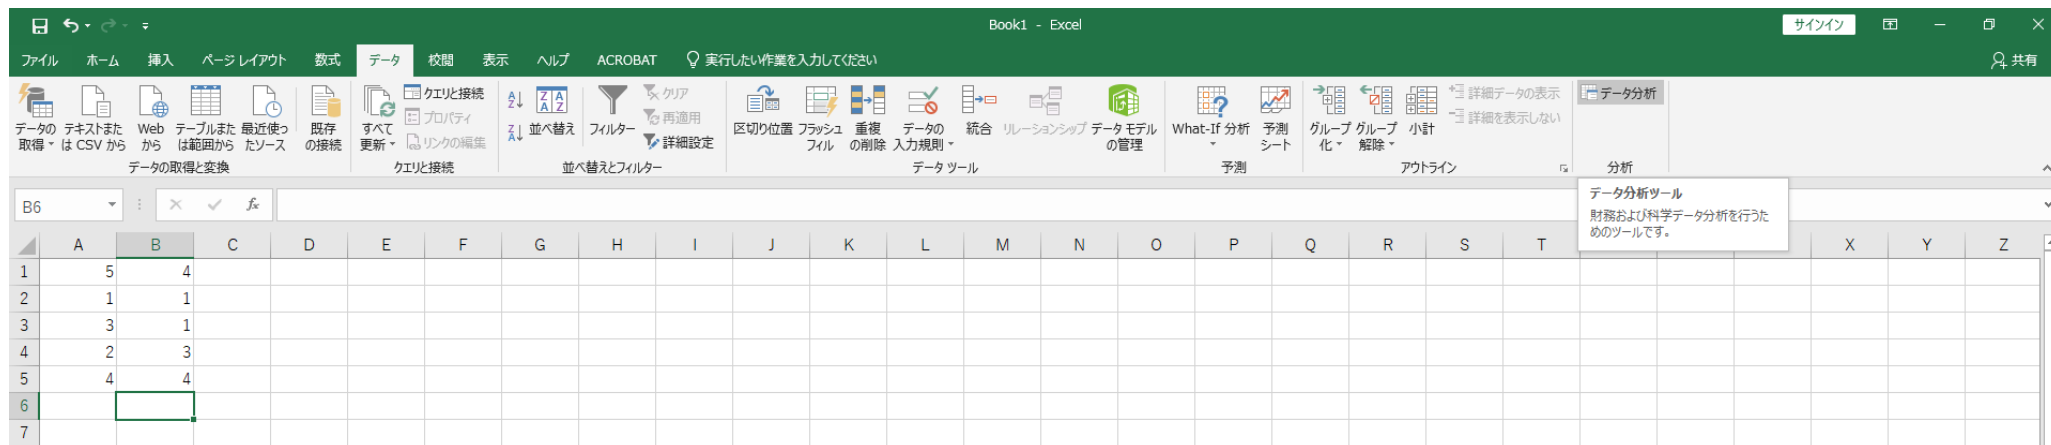 Book1 - Excel
サインイン
ファイル ホーム 挿入 ページ レイアウト 数式 データ 校閲 表示 ヘルプ ACROBAT 実行したい作業を入力してください 共有
データの取得
テキストまたは CSV から
Web から
テーブルまたは範囲から
最近使ったソース
既存の接続
データの取得と変換
すべて更新
クエリと接続
プロパティ
リンクの編集
クエリと接続
並べ替え
フィルター
クリア
再適用
詳細設定
並べ替えとフィルター
区切り位置
フラッシュ フィル
重複の削除
データの入力規則
統合
リレーションシップ
データ モデルの管理
データ ツール
What-If 分析
予測シート
予測
グループ化
グループ解除
小計
詳細データの表示
詳細を表示しない
アウトライン
データ分析
分析
データ分析ツール
財務および科学データ分析を行うた
めのツールです。
B6
fx
A B C D E F G H I J K L M N O P Q R S T X Y Z
1 5 4
2 1 1
3 3 1
4 2 3
5 4 4
6
7